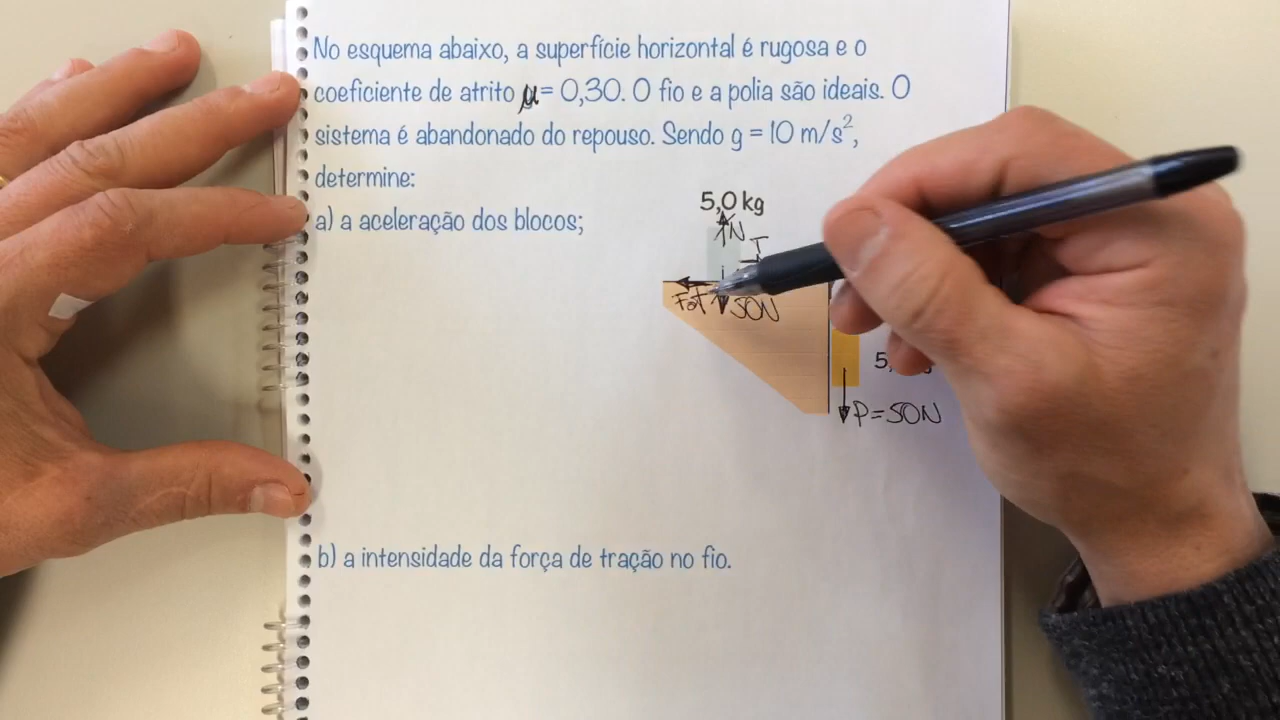 No esquema abaixo, a superfície horizontal é rugosa e o
coeficiente de atrito μ = 0,30. O fio e a polia são ideais. O
sistema é abandonado do repouso. Sendo g = 10 m/s²,
determine:
a) a aceleração dos blocos;
5,0 kg
N
T
Fat
50N
5,
P=50N
b) a intensidade da força de tração no fio.